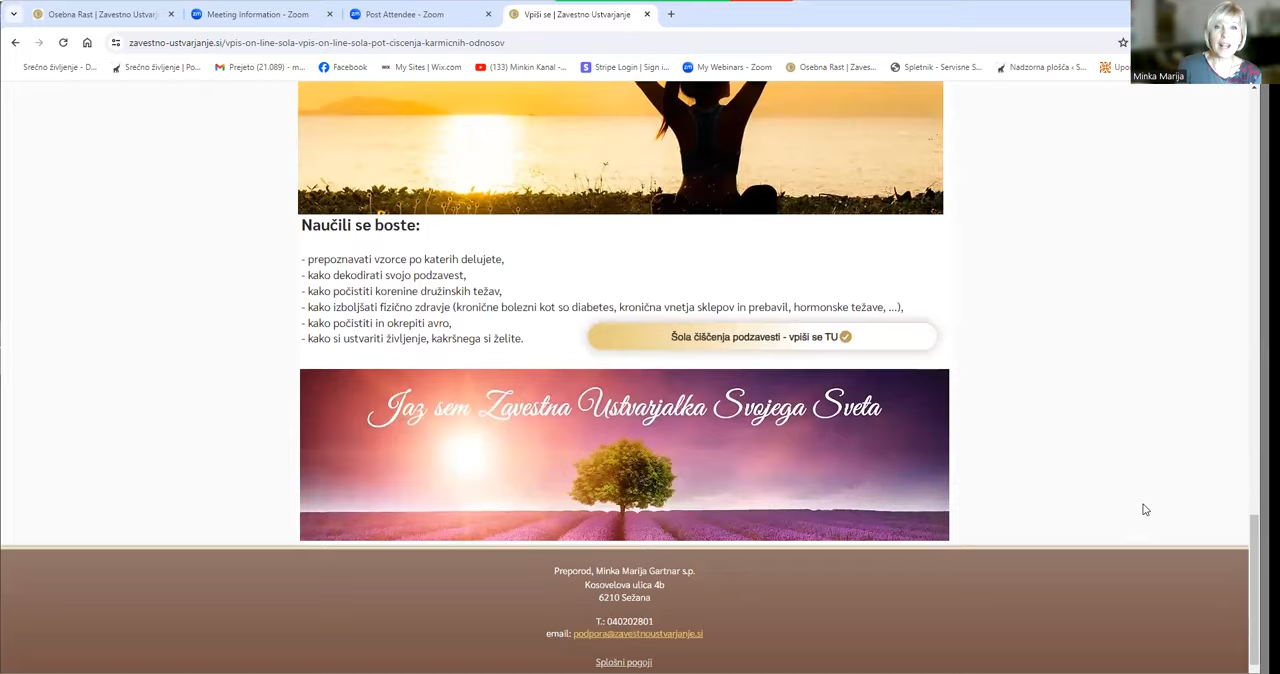 Osebna Rast | Zavestno Ustvarj
Meeting Information - Zoom
Post Attendee - Zoom
Vpiši se | Zavestno Ustvarjanje
zavestno-ustvarjanje.si/vpis-on-line-sola-vpis-on-line-sola-pot-ciscenja-karmicnih-odnosov
Srečno življenje - D...
Srečno življenje | Po...
Prejeto (21.089) - m...
Facebook
My Sites | Wix.com
(133) Minkin Kanal -...
Stripe Login | Sign i...
My Webinars - Zoom
Osebna Rast | Zaves...
Spletnik - Servisne S...
Nadzorna plošča ‹ S...
Upor
Minka Marija
Naučili se boste:
- prepoznavati vzorce po katerih delujete,
- kako dekodirati svojo podzavest,
- kako počistiti korenine družinskih težav,
- kako izboljšati fizično zdravje (kronične bolezni kot so diabetes, kronična vnetja sklepov in prebavil, hormonske težave, ...),
- kako počistiti in okrepiti avro,
- kako si ustvariti življenje, kakršnega si želite.
Šola čiščenja podzavesti - vpiši se TU
Jaz sem Zavestna Ustvarjalka Svojega Sveta
Preporod, Minka Marija Gartnar s.p.
Kosovelova ulica 4b
6210 Sežana
T.: 040202801
email: podpora@zavestnoustvarjanje.si
Splošni pogoji